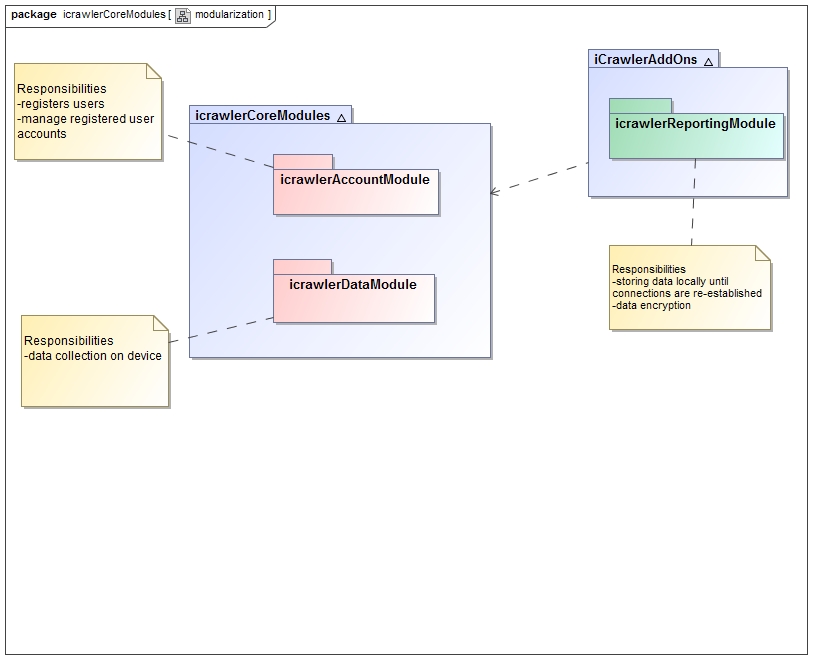 package icrawlerCoreModules [ modularization ]
Responsibilities
-registers users
-manage registered user
accounts
icrawlerCoreModules
icrawlerAccountModule
icrawlerDataModule
Responsibilities
-data collection on device
iCrawlerAddOns
icrawlerReportingModule
Responsibilities
-storing data locally until
connections are re-established
-data encryption